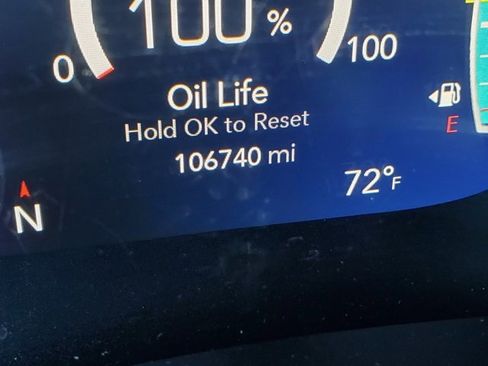 100%
0
100
Oil Life
Hold OK to Reset
E
106740 mi
72°F
N